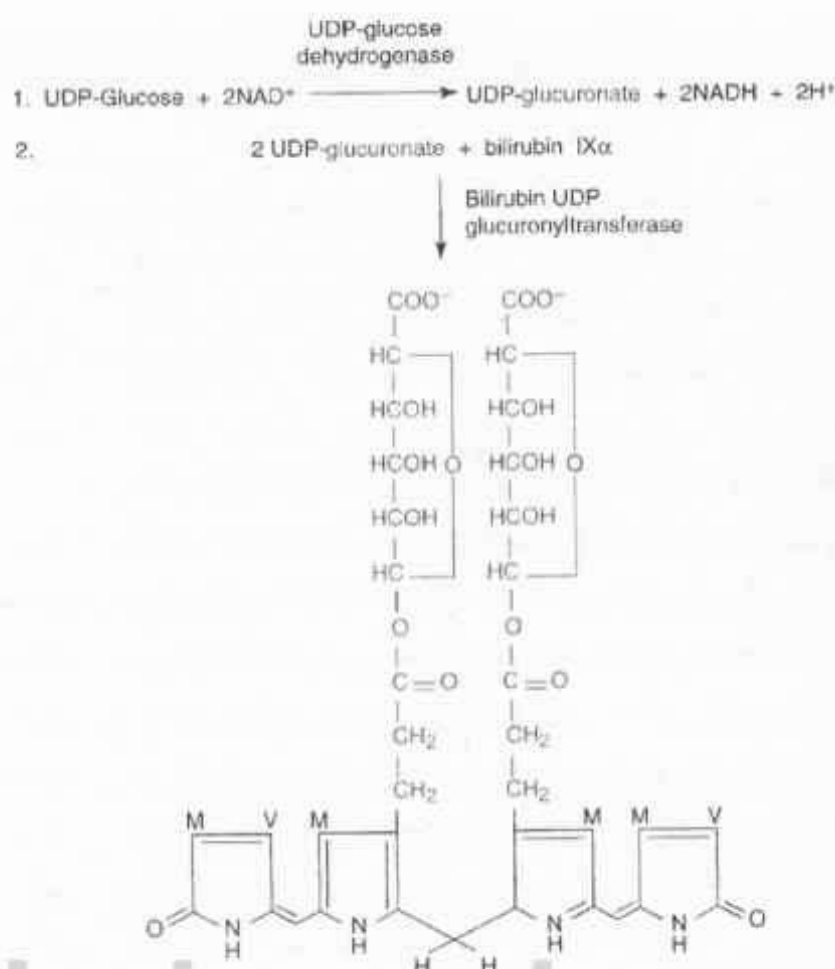 UDP-glucose
dehydrogenase
1. UDP-Glucose + 2NAD⁺ UDP-glucuronate + 2NADH + 2H⁺
2. 2 UDP-glucuronate + bilirubin IXα
Bilirubin UDP
glucuronyltransferase
COO⁻ COO⁻
HC HC
HCOH HCOH
HCOH O HCOH O
HCOH HCOH
HC HC
O O
C=O C=O
CH₂ CH₂
CH₂ CH₂
M V M M M V
O N N N N O
H H H H
H H